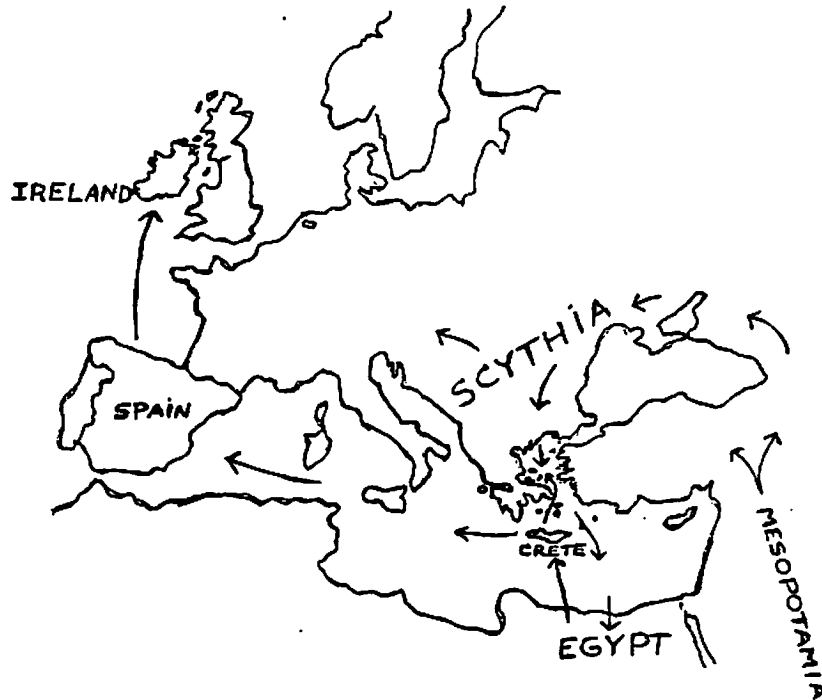 IRELAND
SCYTHIA
SPAIN
MESOPOTAMIA
CRETE
EGYPT